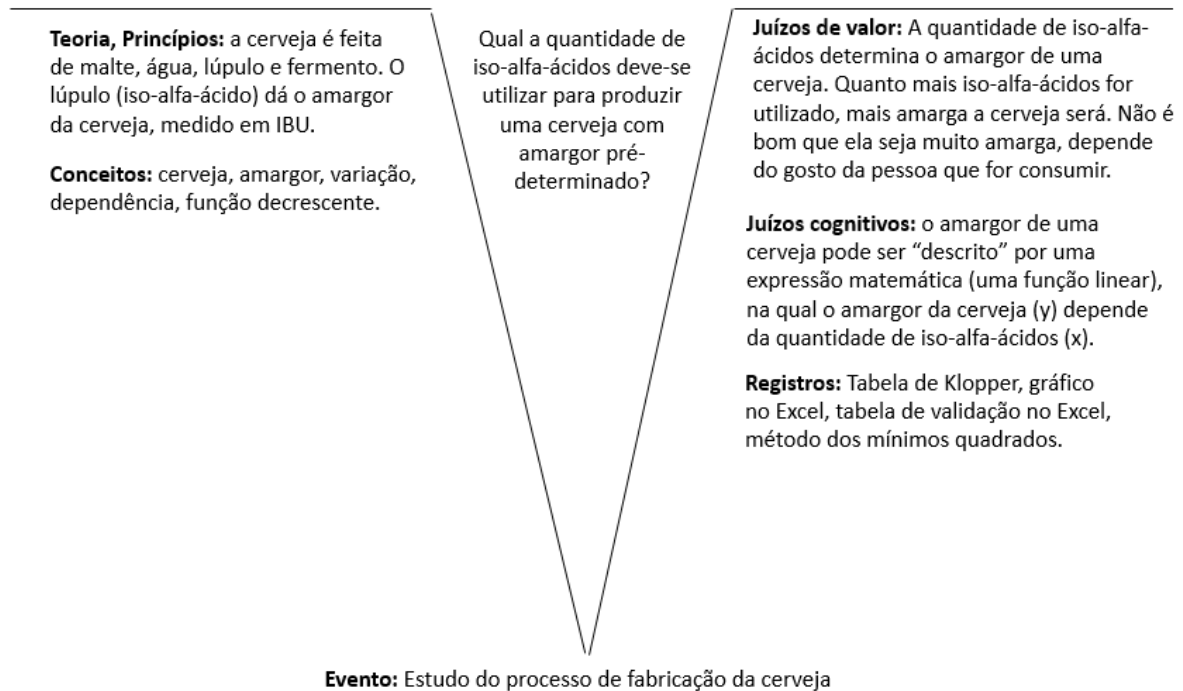 Teoria, Princípios: a cerveja é feita
de malte, água, lúpulo e fermento. O
lúpulo (iso-alfa-ácido) dá o amargor
da cerveja, medido em IBU.
Conceitos: cerveja, amargor, variação,
dependência, função decrescente.
Qual a quantidade de
iso-alfa-ácidos deve-se
utilizar para produzir
uma cerveja com
amargor pré-
determinado?
Juízos de valor: A quantidade de iso-alfa-
ácidos determina o amargor de uma
cerveja. Quanto mais iso-alfa-ácidos for
utilizado, mais amarga a cerveja será. Não é
bom que ela seja muito amarga, depende
do gosto da pessoa que for consumir.
Juízos cognitivos: o amargor de uma
cerveja pode ser “descrito” por uma
expressão matemática (uma função linear),
na qual o amargor da cerveja (y) depende
da quantidade de iso-alfa-ácidos (x).
Registros: Tabela de Klopper, gráfico
no Excel, tabela de validação no Excel,
método dos mínimos quadrados.
Evento: Estudo do processo de fabricação da cerveja